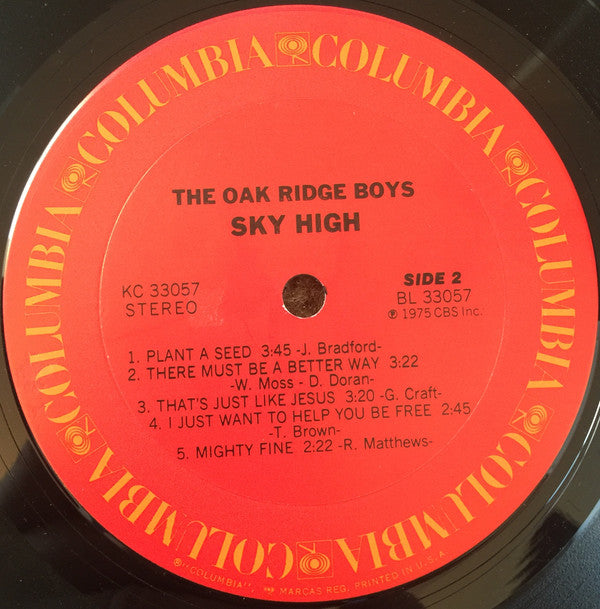 COLUMBIA COLUMBIA COLUMBIA COLUMBIA COLUMBIA COLUMBIA
THE OAK RIDGE BOYS
SKY HIGH
KC 33057
STEREO
SIDE 2
BL 33057
℗ 1975 CBS Inc.
1. PLANT A SEED 3:45 -J. Bradford-
2. THERE MUST BE A BETTER WAY 3:22
-W. Moss - D. Doran-
3. THAT'S JUST LIKE JESUS 3:20 -G. Craft-
4. I JUST WANT TO HELP YOU BE FREE 2:45
-T. Brown-
5. MIGHTY FINE 2:22 -R. Matthews-
®"COLUMBIA", MARCAS REG. PRINTED IN U.S.A.